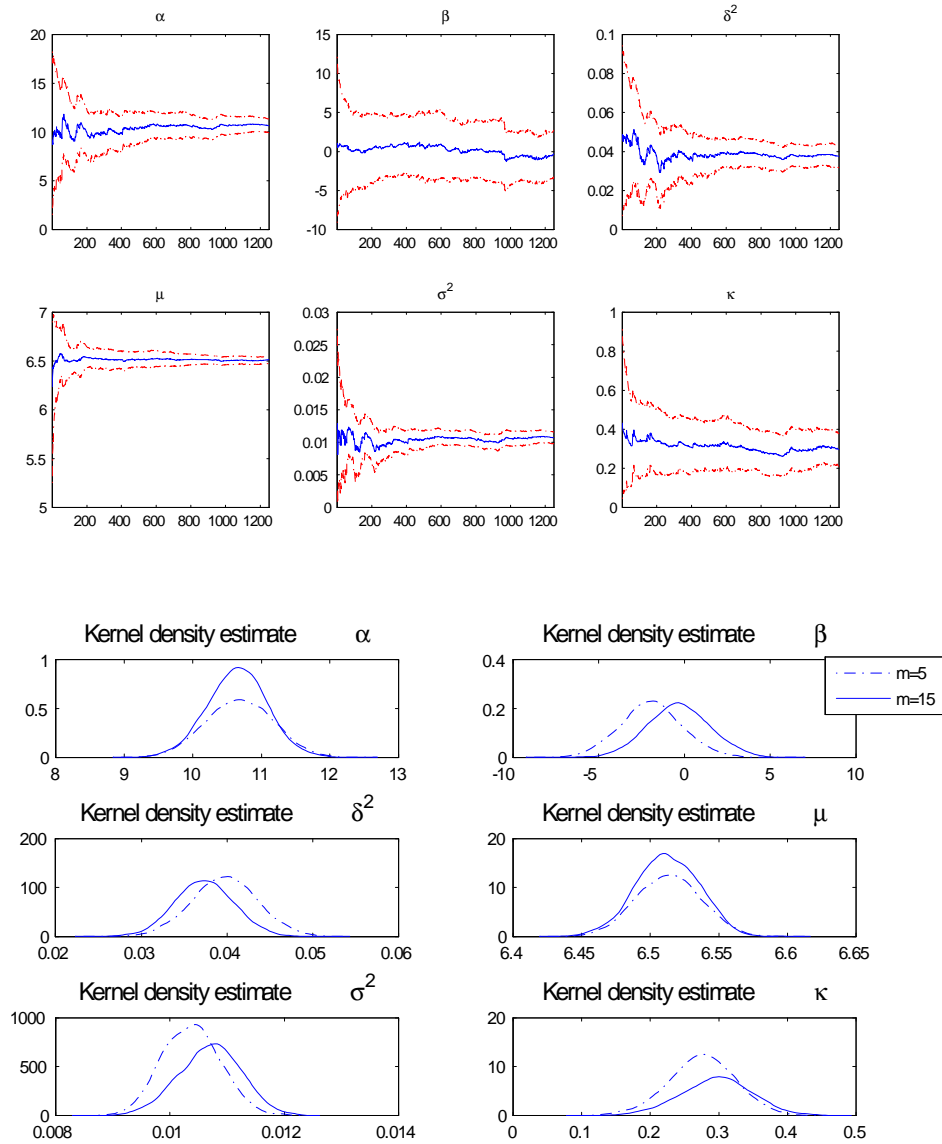 α
β
δ²
20
15
10
5
0
200 400 600 800 1000 1200
15
10
5
0
-5
-10
200 400 600 800 1000 1200
0.1
0.08
0.06
0.04
0.02
0
200 400 600 800 1000 1200
μ
σ²
κ
7
6.5
6
5.5
5
200 400 600 800 1000 1200
0.03
0.025
0.02
0.015
0.01
0.005
0
200 400 600 800 1000 1200
1
0.8
0.6
0.4
0.2
0
200 400 600 800 1000 1200
Kernel density estimate α
1
0.5
0
8 9 10 11 12 13
Kernel density estimate β
0.4
0.2
0
-10 -5 0 5 10
m=5
m=15
Kernel density estimate δ²
200
100
0
0.02 0.03 0.04 0.05 0.06
Kernel density estimate μ
20
10
0
6.4 6.45 6.5 6.55 6.6 6.65
Kernel density estimate σ²
1000
500
0
0.008 0.01 0.012 0.014
Kernel density estimate κ
20
10
0
0 0.1 0.2 0.3 0.4 0.5